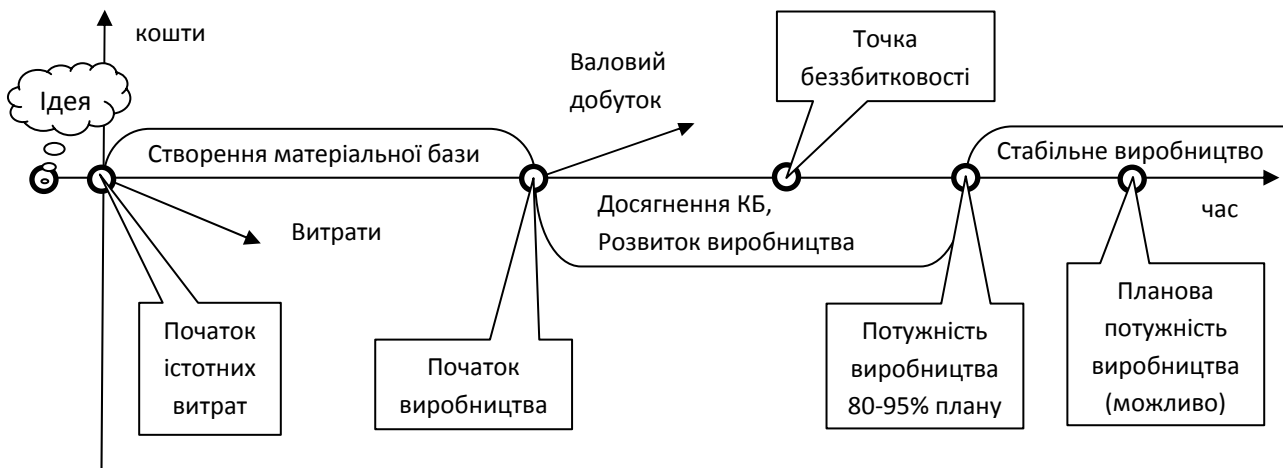 кошти
Ідея
Валовий
добуток
Точка
беззбитковості
Створення матеріальної бази
Стабільне виробництво
Витрати
Досягнення КБ,
Розвиток виробництва
час
Початок
істотних
витрат
Початок
виробництва
Потужність
виробництва
80-95% плану
Планова
потужність
виробництва
(можливо)